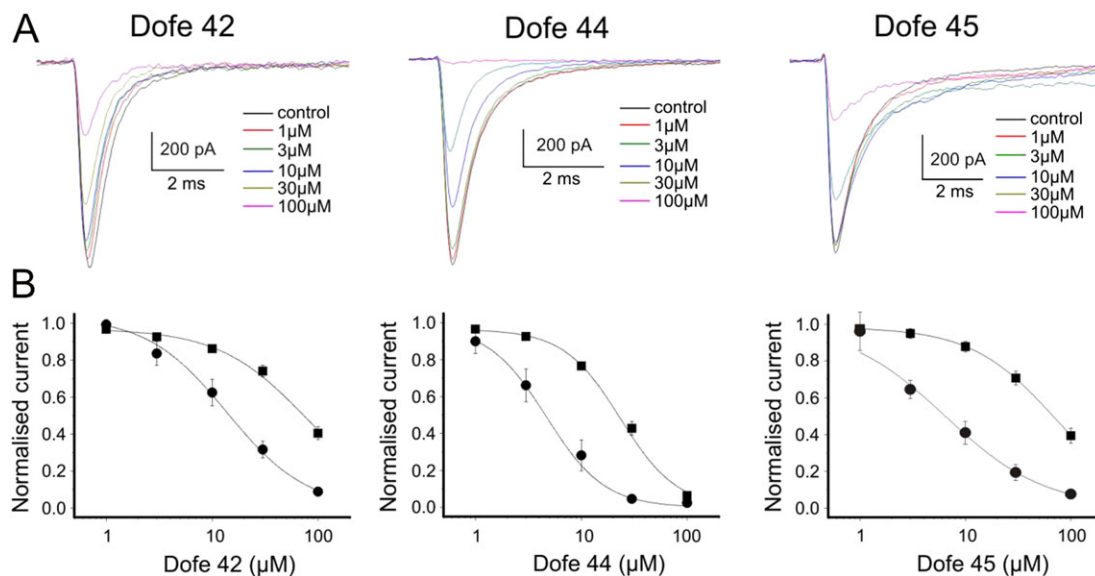 A
Dofe 42
Dofe 44
Dofe 45
200 pA
2 ms
control
1µM
3µM
10µM
30µM
100µM
200 pA
2 ms
control
1µM
3µM
10µM
30µM
100µM
200 pA
2 ms
control
1µM
3µM
10µM
30µM
100µM
B
Normalised current
1.0
0.8
0.6
0.4
0.2
0.0
1 10 100
Dofe 42 (µM)
Normalised current
1.0
0.8
0.6
0.4
0.2
0.0
1 10 100
Dofe 44 (µM)
Normalised current
1.0
0.8
0.6
0.4
0.2
0.0
1 10 100
Dofe 45 (µM)